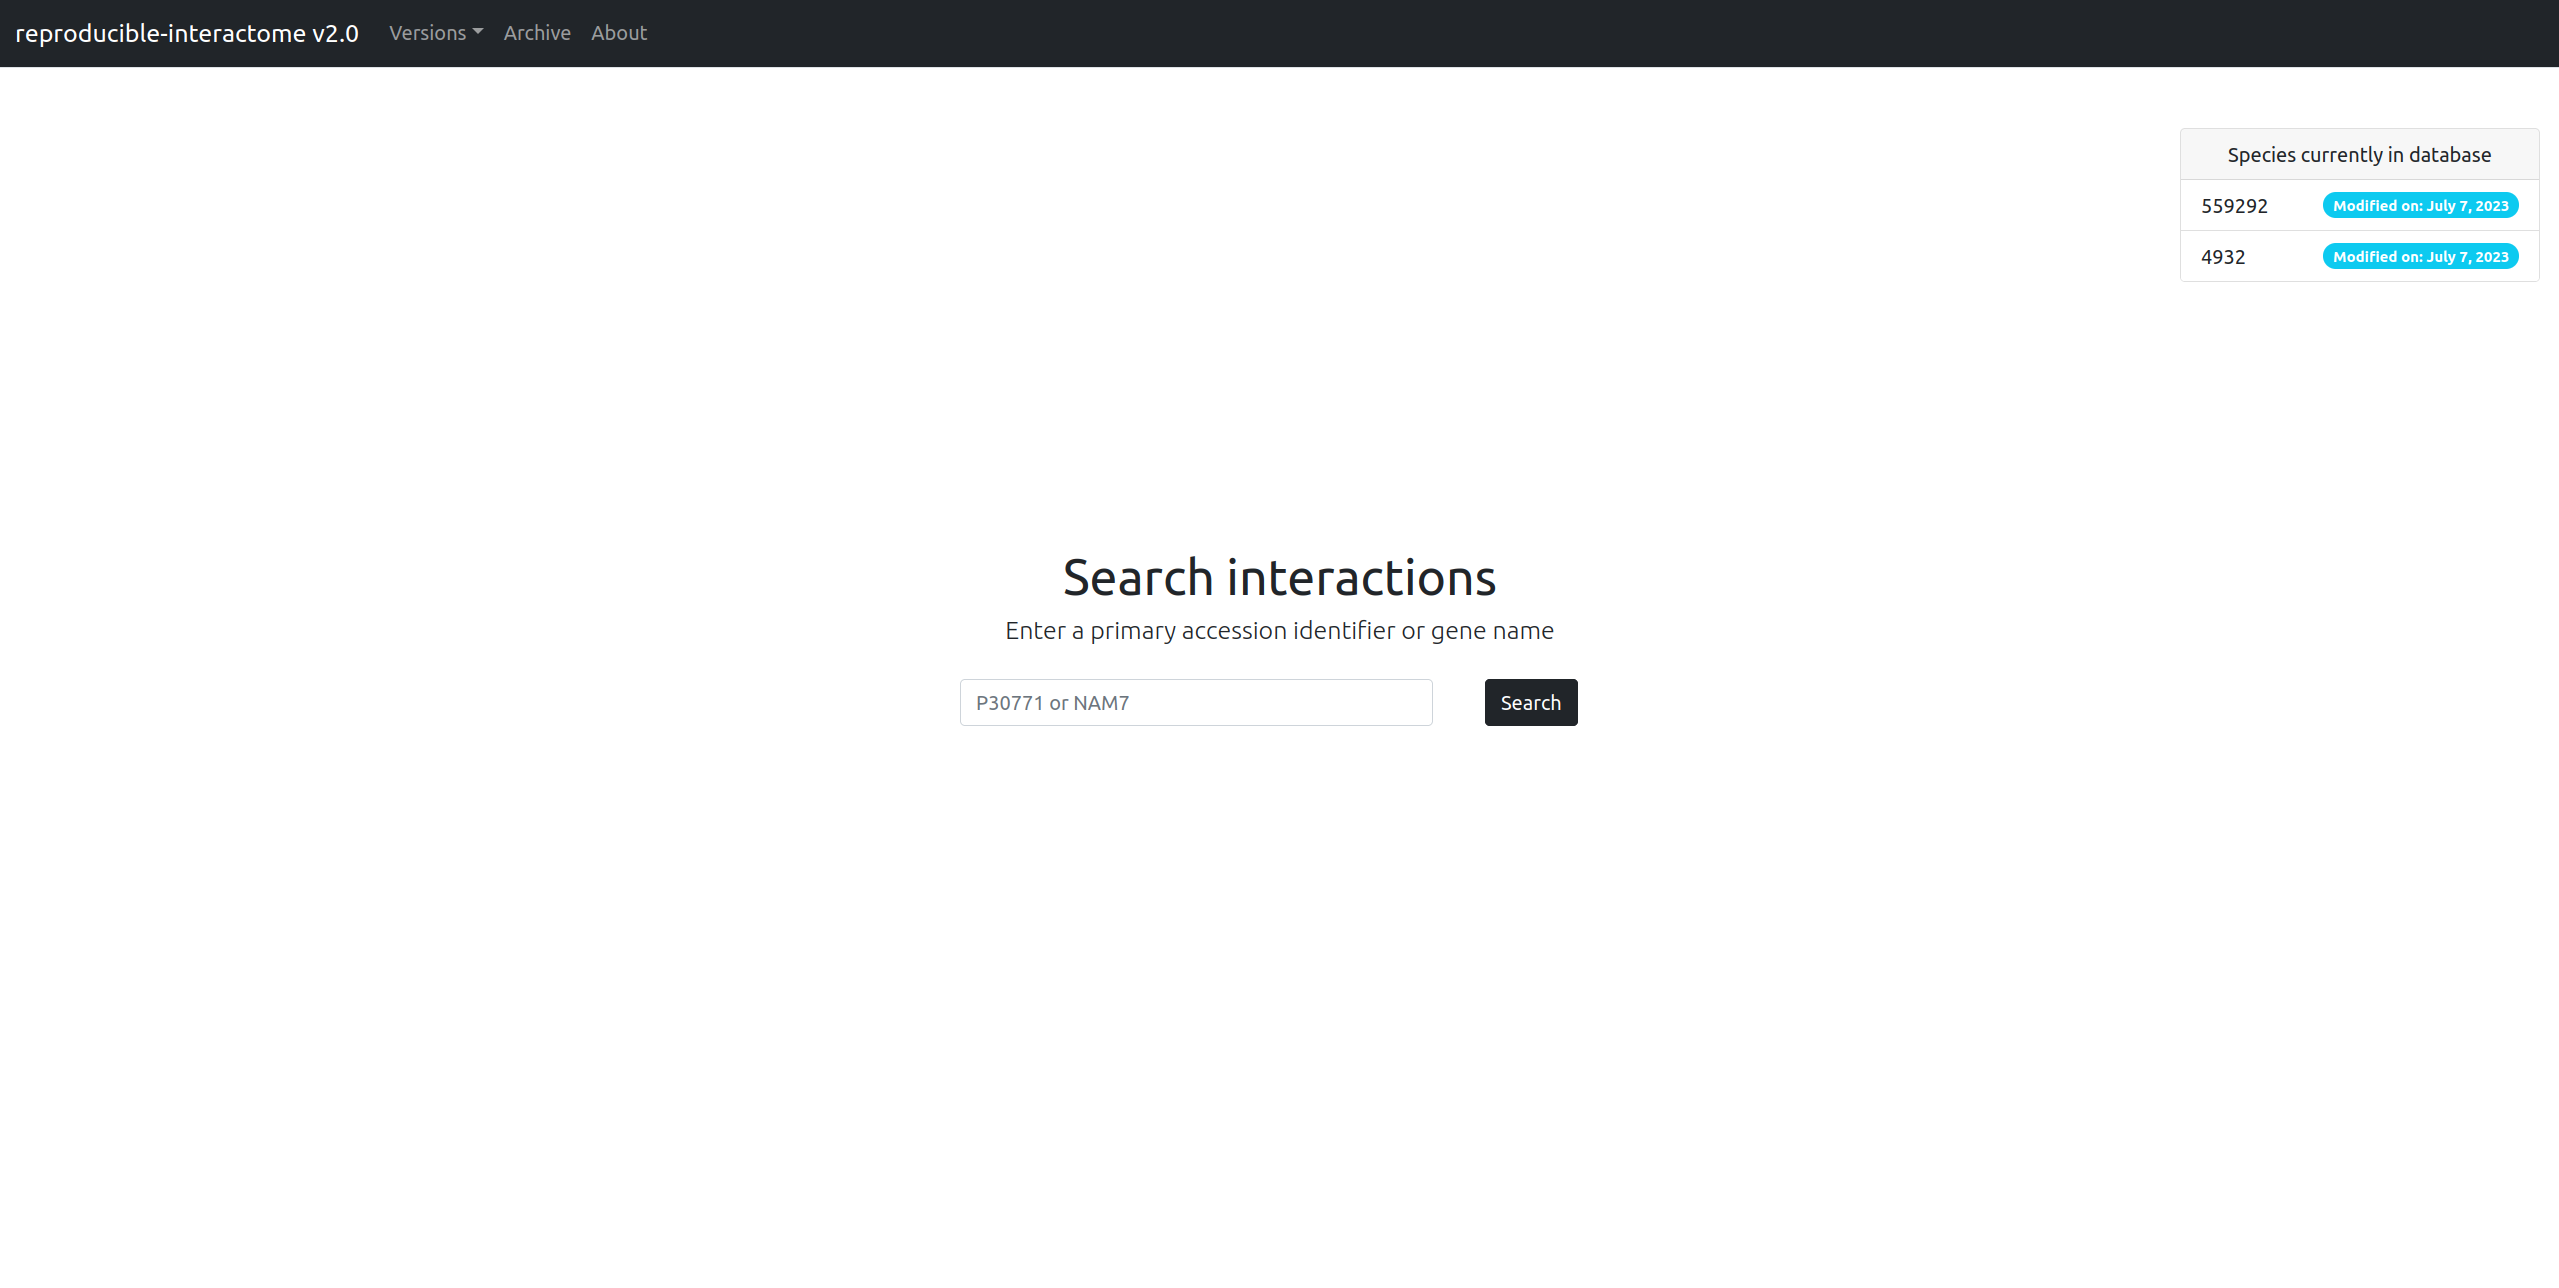 reproducible-interactome v2.0 Versions Archive About
Species currently in database
559292 Modified on: July 7, 2023
4932 Modified on: July 7, 2023
Search interactions
Enter a primary accession identifier or gene name
P30771 or NAM7 Search